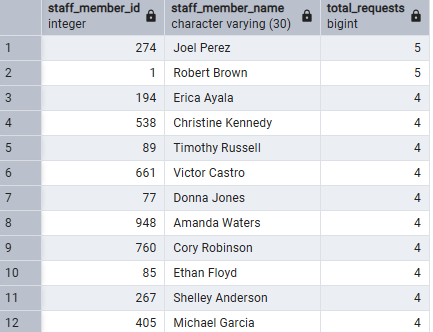 staff_member_id staff_member_name total_requests
integer character varying (30) bigint
1 274 Joel Perez 5
2 1 Robert Brown 5
3 194 Erica Ayala 4
4 538 Christine Kennedy 4
5 89 Timothy Russell 4
6 661 Victor Castro 4
7 77 Donna Jones 4
8 948 Amanda Waters 4
9 760 Cory Robinson 4
10 85 Ethan Floyd 4
11 267 Shelley Anderson 4
12 405 Michael Garcia 4